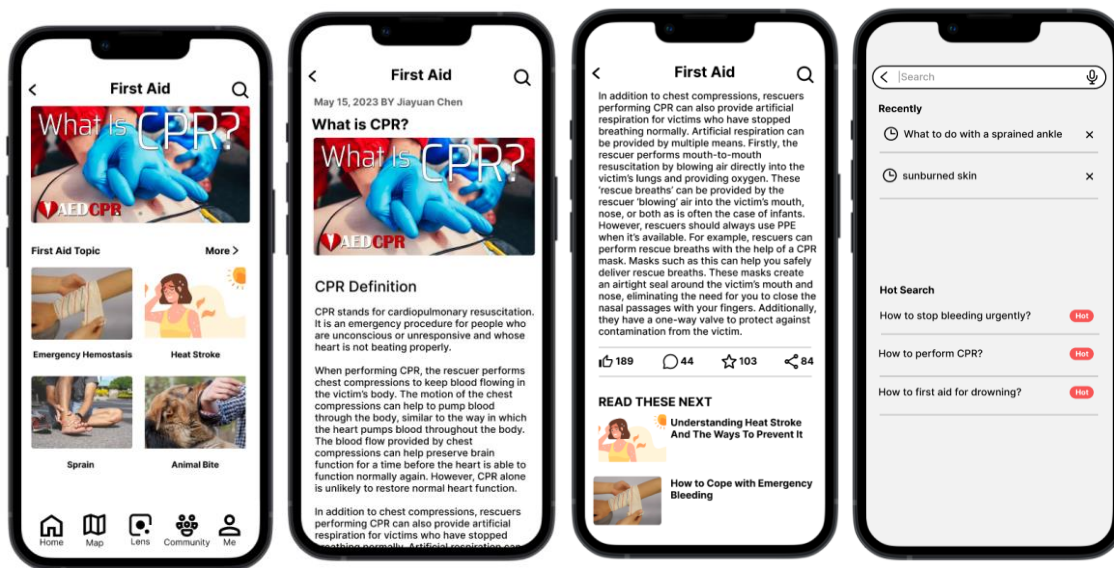 First Aid
What Is CPR?
AEDCPR
First Aid Topic
More >
Emergency Hemostasis
Heat Stroke
Sprain
Animal Bite
Home
Map
Lens
Community
Me
First Aid
May 15, 2023 BY Jiayuan Chen
What is CPR?
What Is CPR?
AEDCPR
CPR Definition
CPR stands for cardiopulmonary resuscitation.
It is an emergency procedure for people who
are unconscious or unresponsive and whose
heart is not beating properly.
When performing CPR, the rescuer performs
chest compressions to keep blood flowing in
the victim's body. The motion of the chest
compressions can help to pump blood
through the body, similar to the way in which
the heart pumps blood throughout the body.
The blood flow provided by chest
compressions can help preserve brain
function for a time before the heart is able to
function normally again. However, CPR alone
is unlikely to restore normal heart function.
In addition to chest compressions, rescuers
performing CPR can also provide artificial
respiration for victims who have stopped
breathing normally. Artificial respiration can
First Aid
In addition to chest compressions, rescuers
performing CPR can also provide artificial
respiration for victims who have stopped
breathing normally. Artificial respiration can
be provided by multiple means. Firstly, the
rescuer performs mouth-to-mouth
resuscitation by blowing air directly into the
victim's lungs and providing oxygen. These
'rescue breaths' can be provided by the
rescuer 'blowing' air into the victim's mouth,
nose, or both as is often the case of infants.
However, rescuers should always use PPE
when it's available. For example, rescuers can
perform rescue breaths with the help of a CPR
mask. Masks such as this can help you safely
deliver rescue breaths. These masks create
an airtight seal around the victim's mouth and
nose, eliminating the need for you to close the
nasal passages with your fingers. Additionally,
they have a one-way valve to protect against
contamination from the victim.
189
44
103
84
READ THESE NEXT
Understanding Heat Stroke
And The Ways To Prevent It
How to Cope with Emergency
Bleeding
Search
Recently
What to do with a sprained ankle
sunburned skin
Hot Search
How to stop bleeding urgently?
Hot
How to perform CPR?
Hot
How to first aid for drowning?
Hot